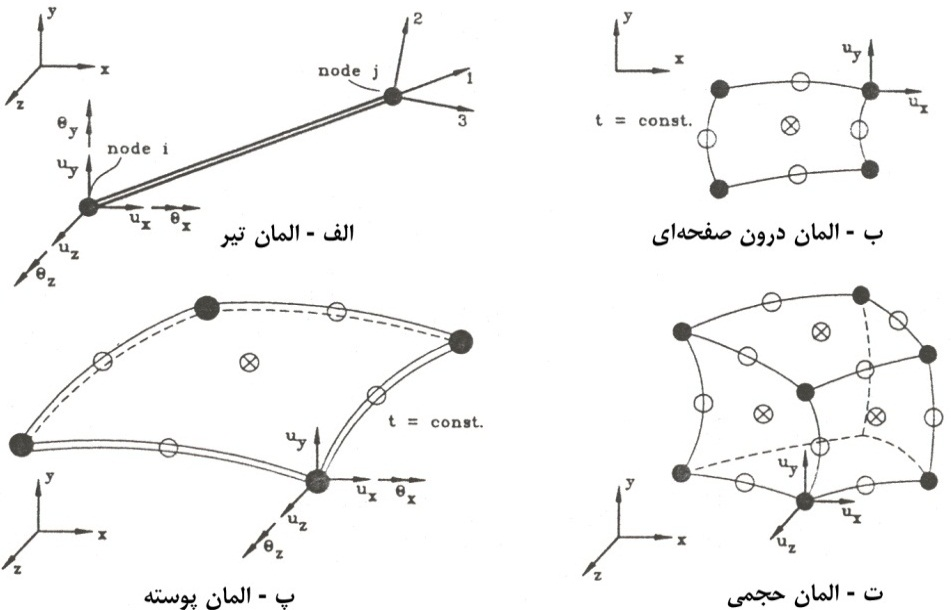 y
x
z
θy
node i
uy
ux
θx
uz
θz
node j
2
1
3
الف - المان تیر
y
x
t = const.
uy
ux
ب - المان درون صفحه‌ای
t = const.
uy
ux
θx
uz
θz
y
x
z
پ - المان پوسته
uy
ux
uz
y
x
z
ت - المان حجمی